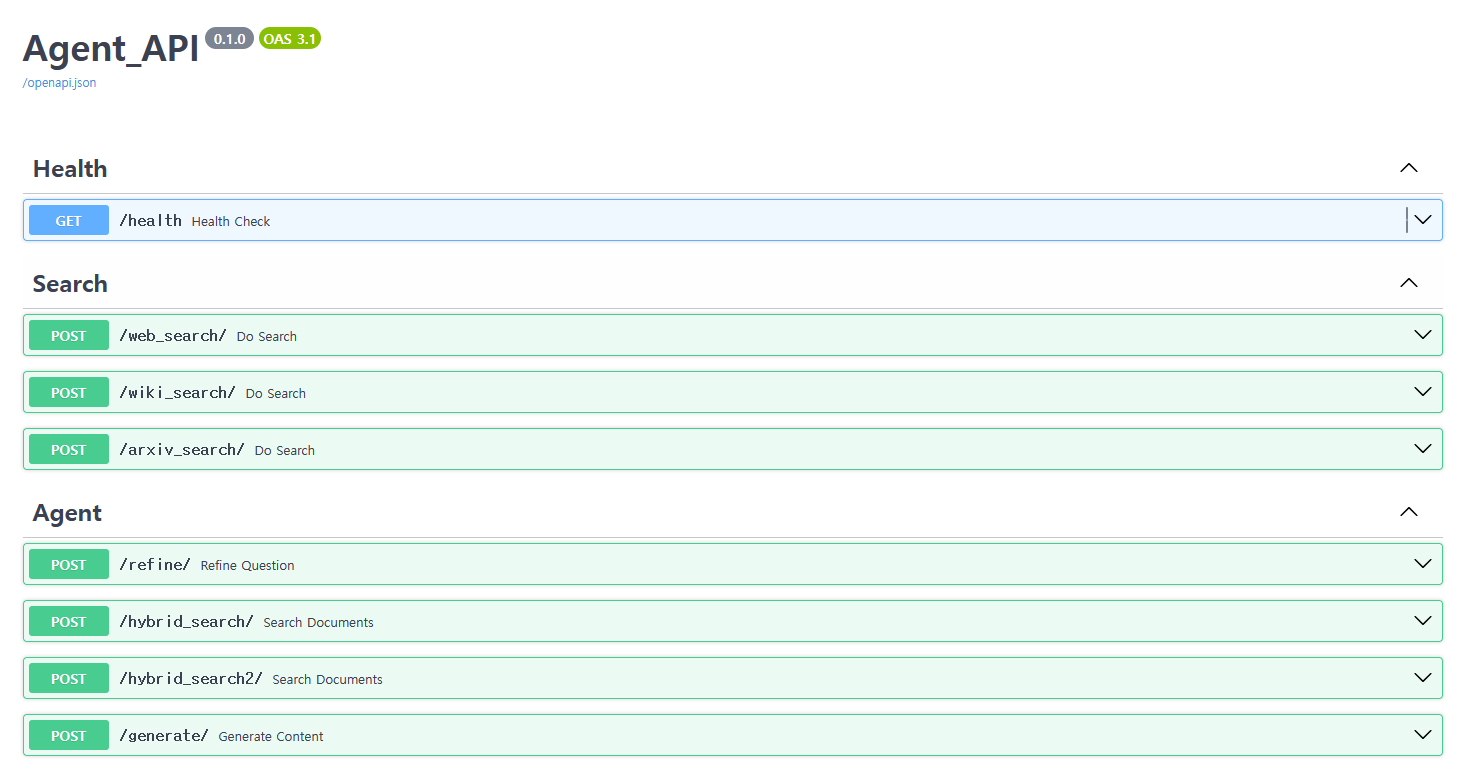 Agent_API 0.1.0 OAS 3.1
/openapi.json
Health
GET /health Health Check
Search
POST /web_search/ Do Search
POST /wiki_search/ Do Search
POST /arxiv_search/ Do Search
Agent
POST /refine/ Refine Question
POST /hybrid_search/ Search Documents
POST /hybrid_search2/ Search Documents
POST /generate/ Generate Content